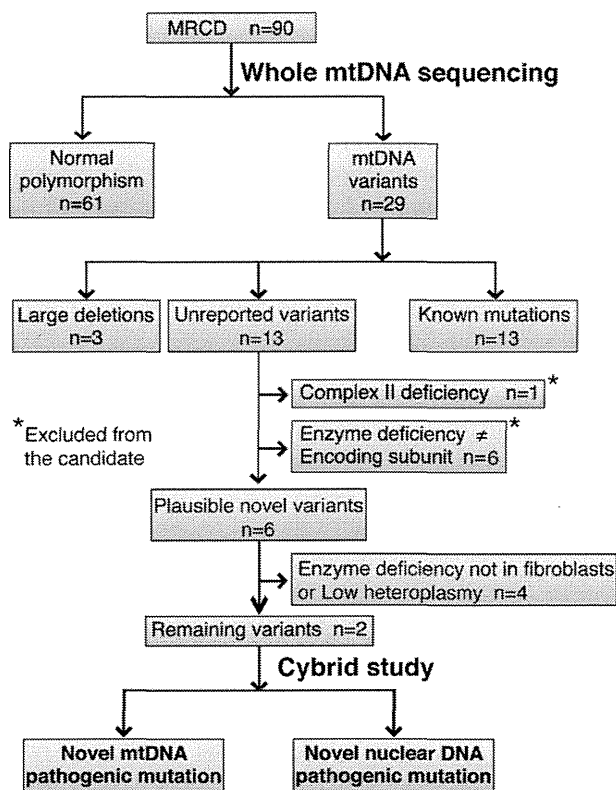 MRCD n=90
Whole mtDNA sequencing
Normal
polymorphism
n=61
mtDNA
variants
n=29
Large deletions
n=3
Unreported variants
n=13
Known mutations
n=13
Complex II deficiency n=1 *
*Excluded from
the candidate
Enzyme deficiency ≠ *
Encoding subunit n=6
Plausible novel variants
n=6
Enzyme deficiency not in fibroblasts
or Low heteroplasmy n=4
Remaining variants n=2
Cybrid study
Novel mtDNA
pathogenic mutation
Novel nuclear DNA
pathogenic mutation